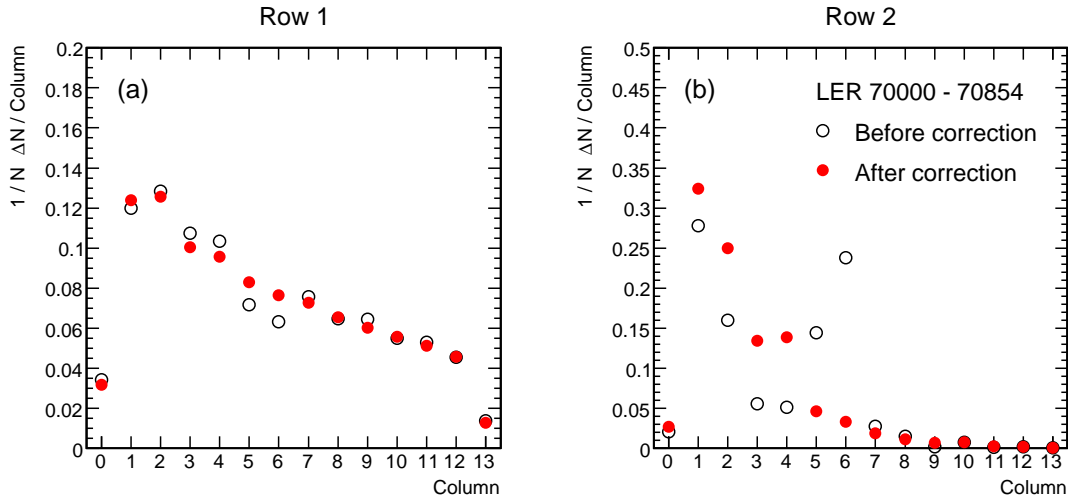 Row 1
1 / N ΔN / Column
0.2
0.18
0.16
0.14
0.12
0.1
0.08
0.06
0.04
0.02
0
(a)
0 1 2 3 4 5 6 7 8 9 10 11 12 13
Column
Row 2
1 / N ΔN / Column
0.5
0.45
0.4
0.35
0.3
0.25
0.2
0.15
0.1
0.05
0
(b)
LER 70000 - 70854
Before correction
After correction
0 1 2 3 4 5 6 7 8 9 10 11 12 13
Column